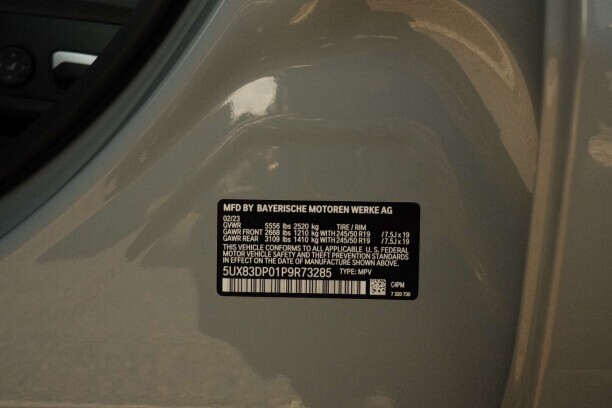 MFD BY BAYERISCHE MOTOREN WERKE AG
02/23
GVWR 5556 lbs 2520 kg TIRE / RIM
GAWR FRONT 2668 lbs 1210 kg WITH 245/50 R19 / 7.5J x 19
GAWR REAR 3109 lbs 1410 kg WITH 245/50 R19 / 7.5J x 19
THIS VEHICLE CONFORMS TO ALL APPLICABLE U. S. FEDERAL
MOTOR VEHICLE SAFETY AND THEFT PREVENTION STANDARDS
IN EFFECT ON THE DATE OF MANUFACTURE SHOWN ABOVE.
5UX83DP01P9R73285 TYPE: MPV
C4PM
7 320 738